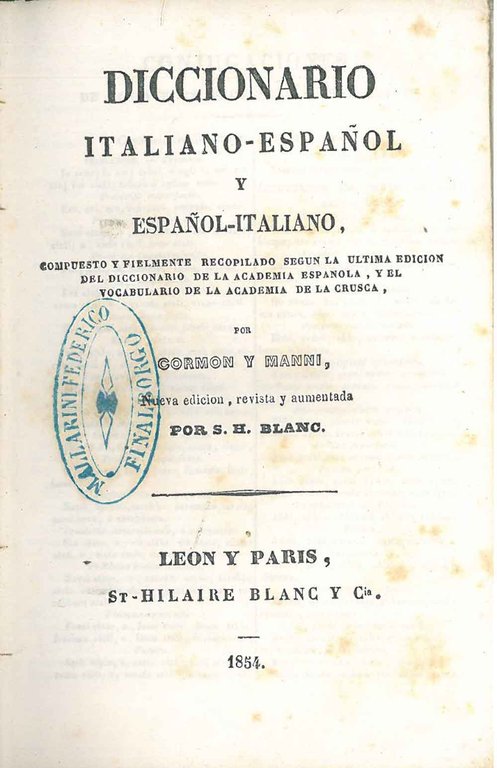 DICCIONARIO
ITALIANO-ESPAÑOL
Y
ESPAÑOL-ITALIANO,
COMPUESTO Y FIELMENTE RECOPILADO SEGUN LA ULTIMA EDICION
DEL DICCIONARIO DE LA ACADEMIA ESPANOLA, Y EL
VOCABULARIO DE LA ACADEMIA DE LA CRUSCA,
POR
CORMON Y MANNI,
Nueva edicion, revista y aumentada
POR S. H. BLANC.
MALLARINI FEDERICO
FINALBORGO
LEON Y PARIS,
ST-HILAIRE BLANC Y Cia.
1854.